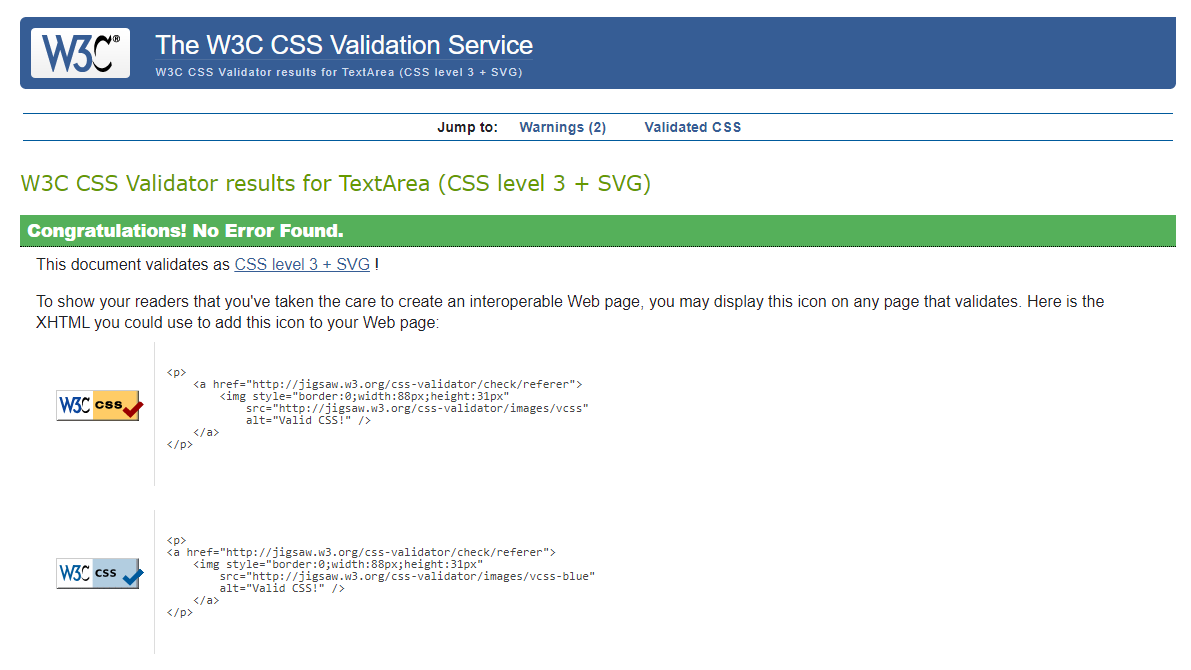 W3C®
The W3C CSS Validation Service
W3C CSS Validator results for TextArea (CSS level 3 + SVG)
Jump to: Warnings (2) Validated CSS
W3C CSS Validator results for TextArea (CSS level 3 + SVG)
Congratulations! No Error Found.
This document validates as CSS level 3 + SVG !
To show your readers that you've taken the care to create an interoperable Web page, you may display this icon on any page that validates. Here is the
XHTML you could use to add this icon to your Web page:
W3C css
<p>
<a href="http://jigsaw.w3.org/css-validator/check/referer">
<img style="border:0;width:88px;height:31px"
src="http://jigsaw.w3.org/css-validator/images/vcss"
alt="Valid CSS!" />
</a>
</p>
W3C css
<p>
<a href="http://jigsaw.w3.org/css-validator/check/referer">
<img style="border:0;width:88px;height:31px"
src="http://jigsaw.w3.org/css-validator/images/vcss-blue"
alt="Valid CSS!" />
</a>
</p>